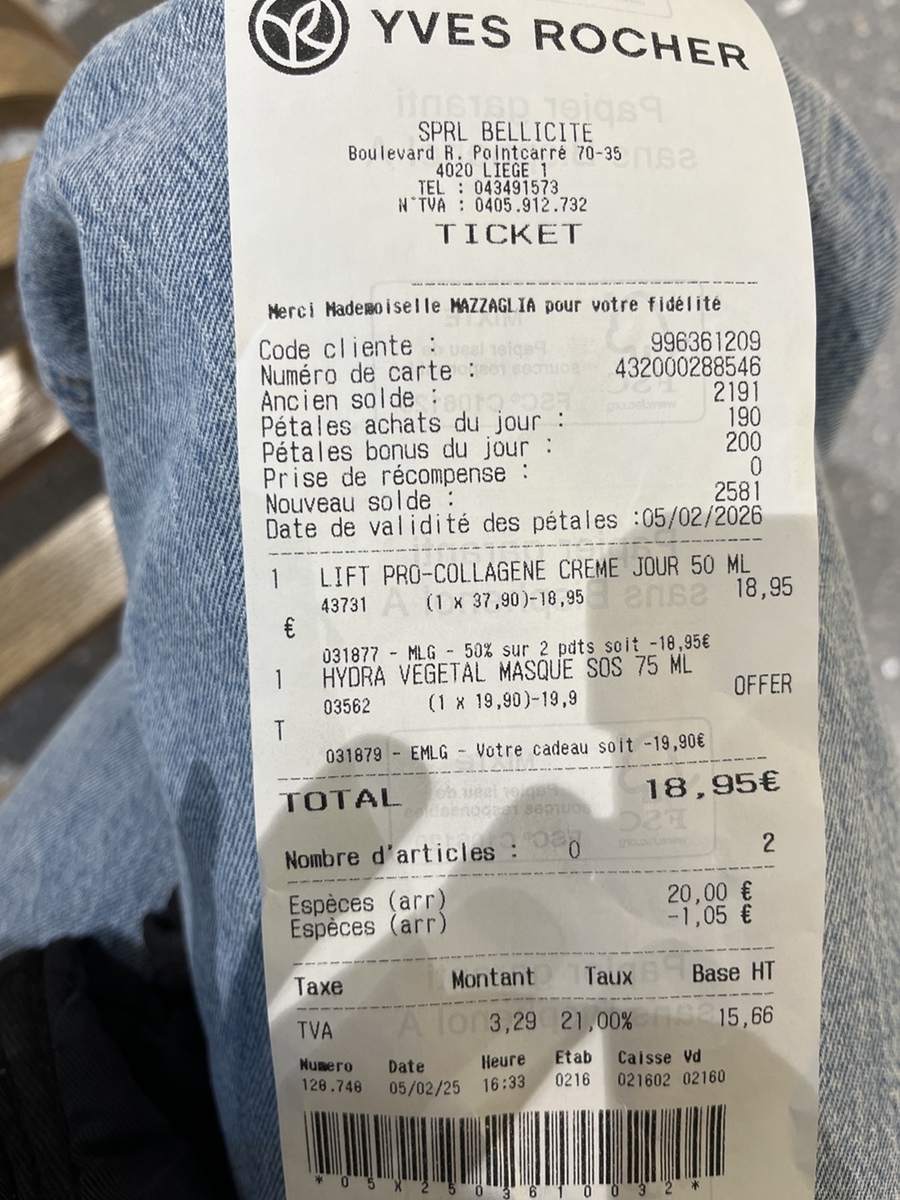 YVES ROCHER
SPRL BELLICITE
Boulevard R. Pointcarré 70-35
4020 LIEGE 1
TEL : 043491573
N°TVA : 0405.912.732
TICKET
Merci Mademoiselle MAZZAGLIA pour votre fidélité
Code cliente : 996361209
Numéro de carte : 432000288546
Ancien solde : 2191
Pétales achats du jour : 190
Pétales bonus du jour : 200
Prise de récompense : 0
Nouveau solde : 2581
Date de validité des pétales :05/02/2026
1 LIFT PRO-COLLAGENE CREME JOUR 50 ML
43731 (1 x 37,90)-18,95 18,95
€
031877 - MLG - 50% sur 2 pdts soit -18,95€
1 HYDRA VEGETAL MASQUE SOS 75 ML
03562 (1 x 19,90)-19,9 OFFER
T
031879 - EMLG - Votre cadeau soit -19,90€
TOTAL 18,95€
Nombre d'articles : 0 2
Espèces (arr) 20,00 €
Espèces (arr) -1,05 €
Taxe Montant Taux Base HT
TVA 3,29 21,00% 15,66
Numero Date Heure Etab Caisse Vd
128.748 05/02/25 16:33 0216 021602 02160
*05X2503610032*